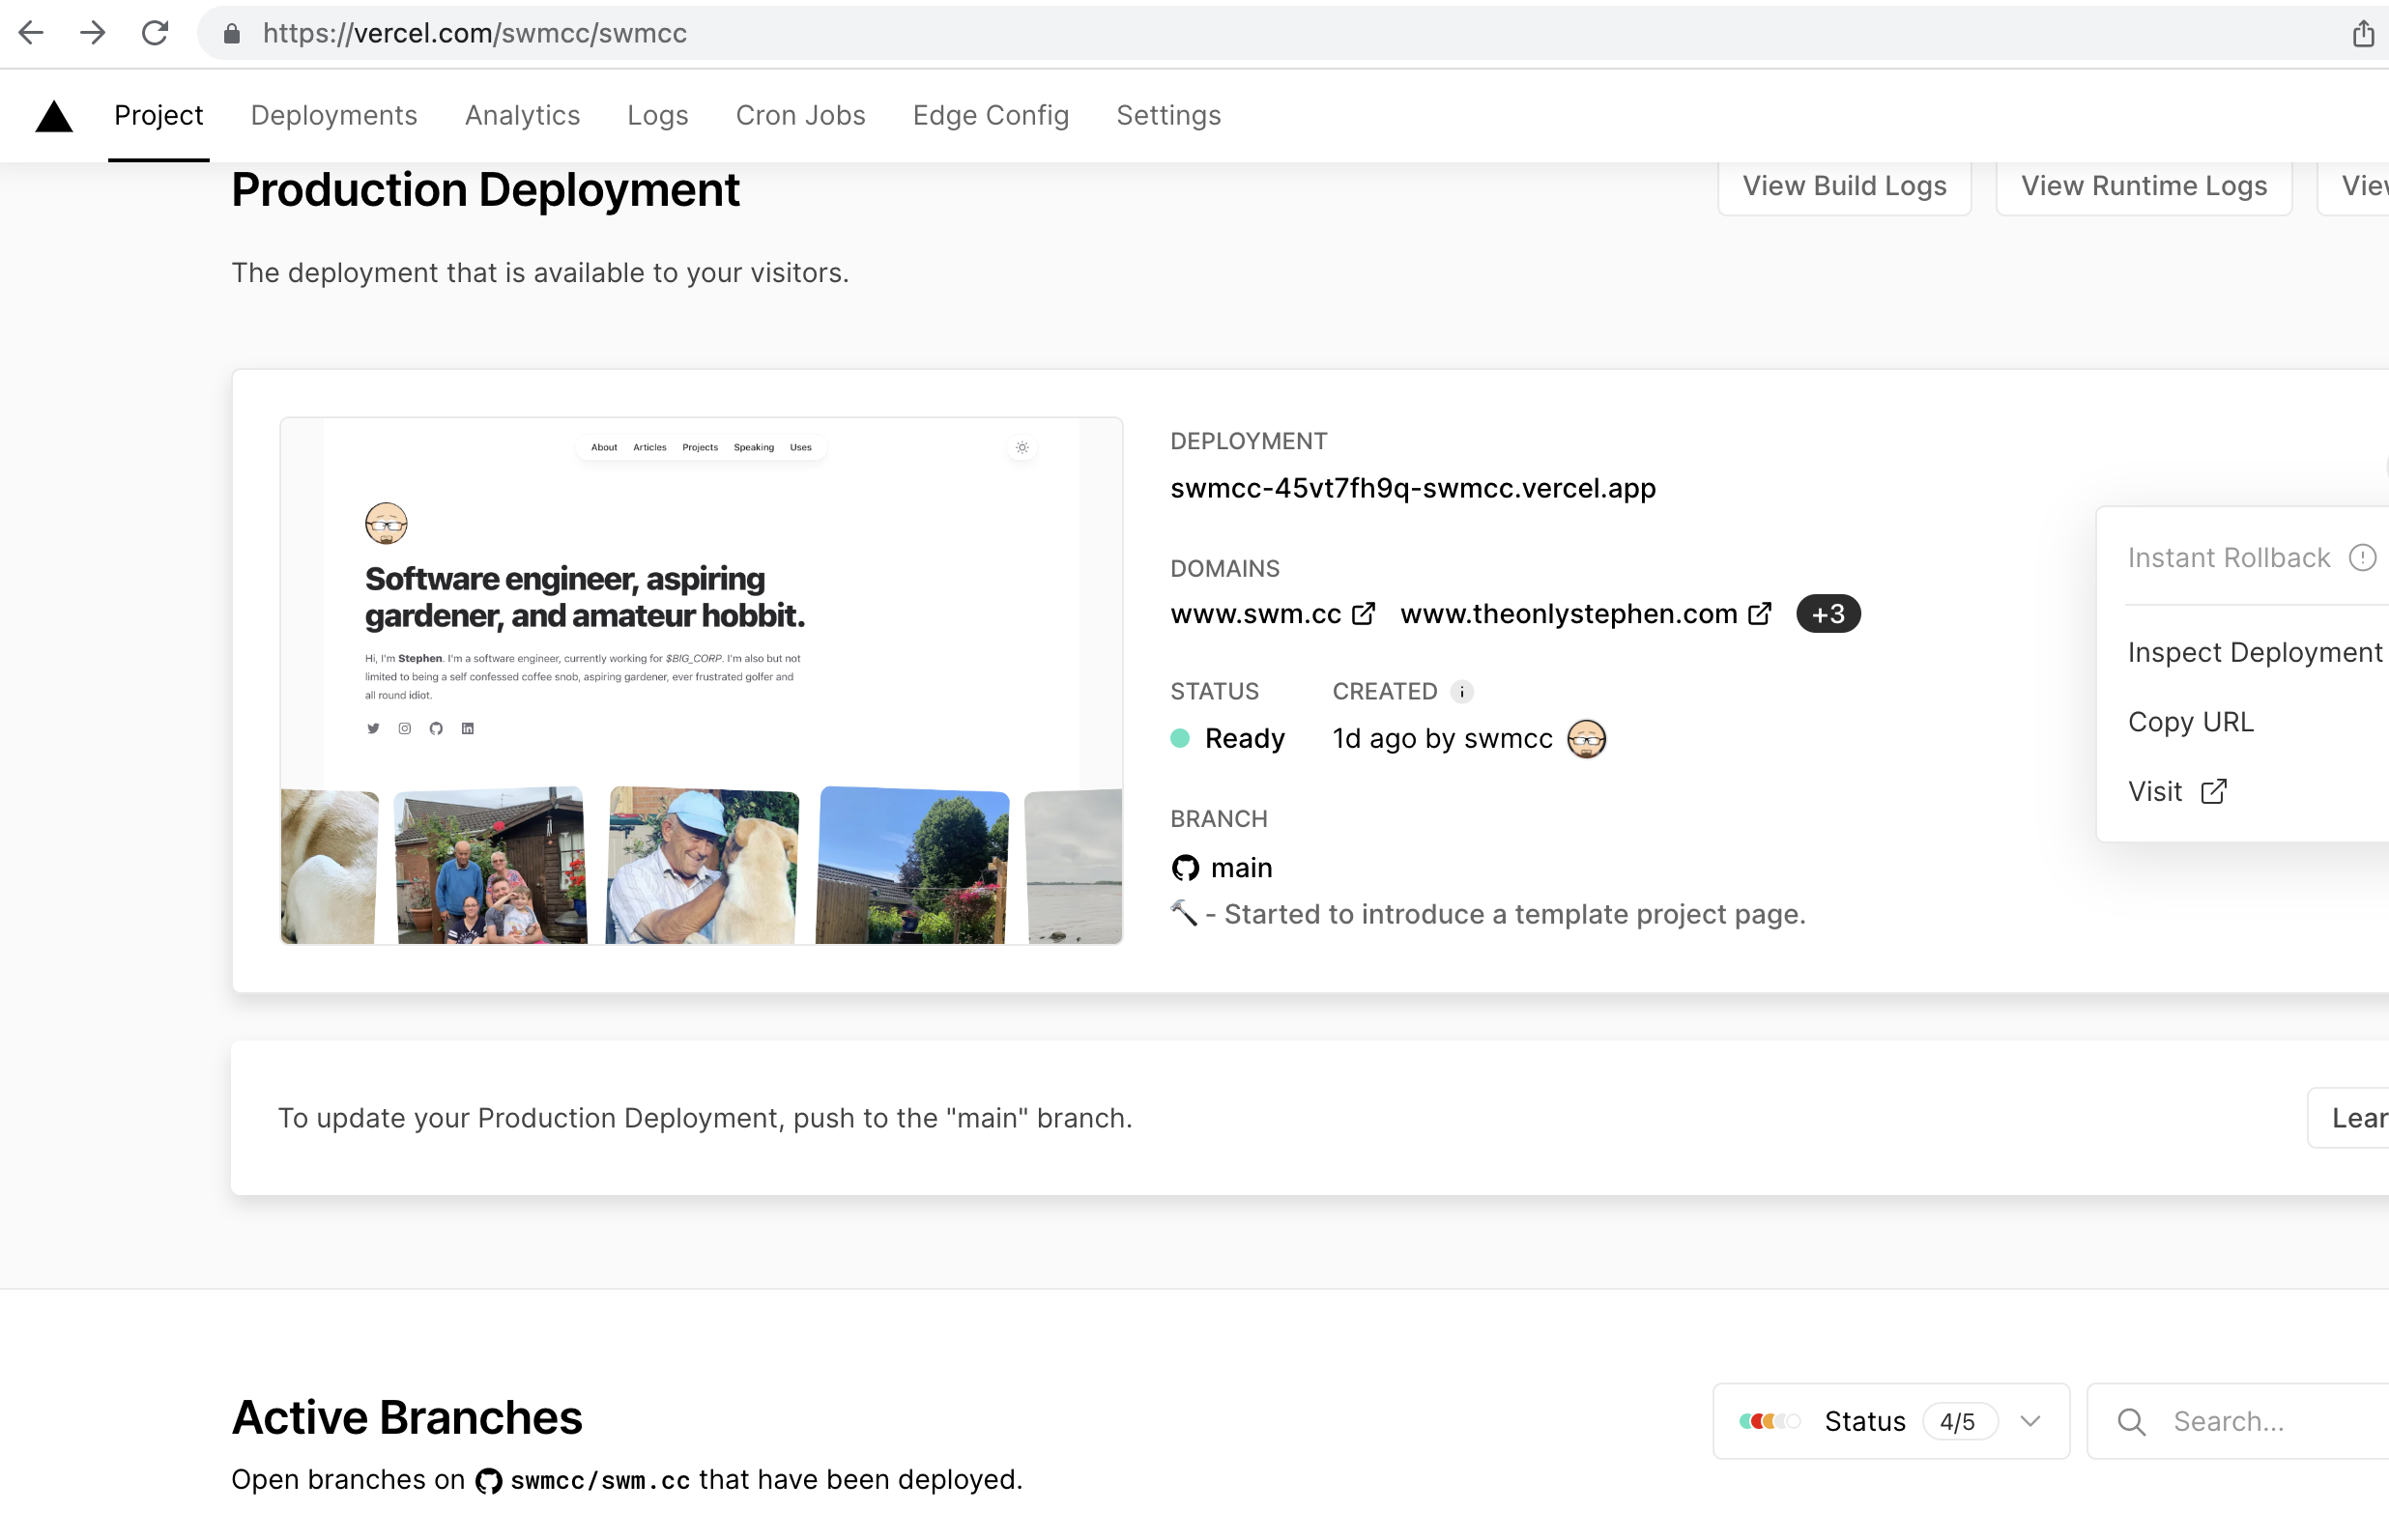 https://vercel.com/swmcc/swmcc
Project Deployments Analytics Logs Cron Jobs Edge Config Settings
Production Deployment
View Build Logs View Runtime Logs
The deployment that is available to your visitors.
About Articles Projects Speaking Uses
Software engineer, aspiring
gardener, and amateur hobbit.
Hi, I'm Stephen. I'm a software engineer, currently working for $BIG_CORP. I'm also but not
limited to being a self confessed coffee snob, aspiring gardener, ever frustrated golfer and
all round idiot.
DEPLOYMENT
swmcc-45vt7fh9q-swmcc.vercel.app
DOMAINS
www.swm.cc www.theonlystephen.com +3
STATUS CREATED
Ready 1d ago by swmcc
BRANCH
main
- Started to introduce a template project page.
Instant Rollback
Inspect Deployment
Copy URL
Visit
To update your Production Deployment, push to the "main" branch.
Active Branches
Status 4/5
Search...
Open branches on swmcc/swm.cc that have been deployed.